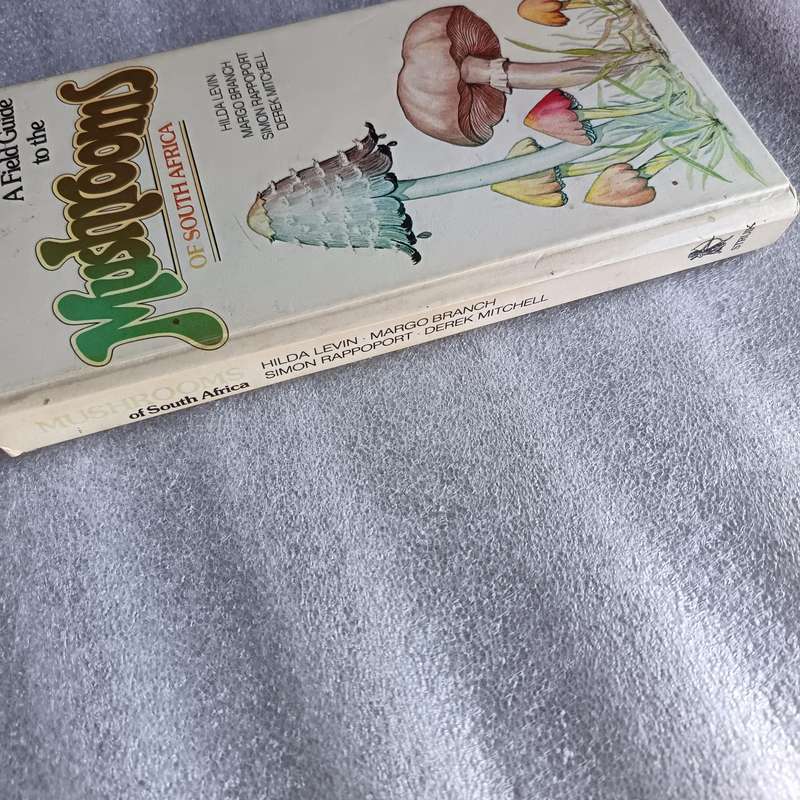 A Field Guide
to the
Mushrooms
OF SOUTH AFRICA
HILDA LEVIN
MARGO BRANCH
SIMON RAPPOPORT
DEREK MITCHELL
MUSHROOMS
of South Africa
HILDA LEVIN · MARGO BRANCH
SIMON RAPPOPORT · DEREK MITCHELL
STRUIK